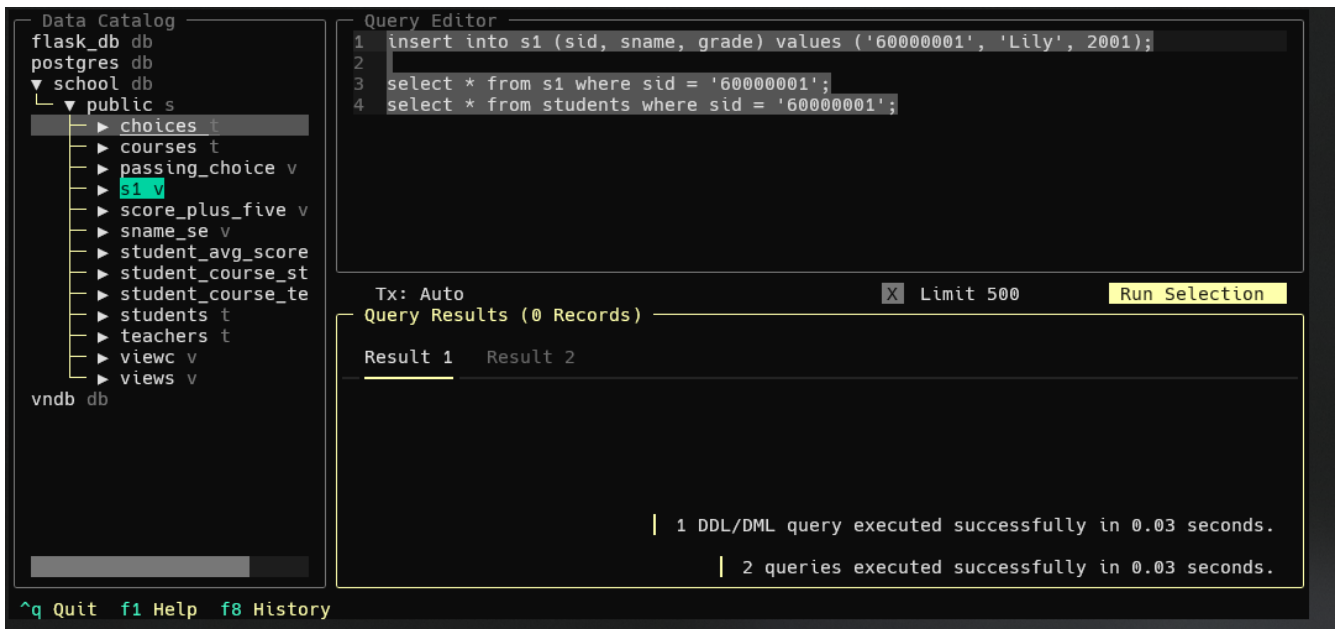 Data Catalog
flask_db db
postgres db
▼ school db
▼ public s
▶ choices t
▶ courses t
▶ passing_choice v
▶ s1 v
▶ score_plus_five v
▶ sname_se v
▶ student_avg_score
▶ student_course_st
▶ student_course_te
▶ students t
▶ teachers t
▶ viewc v
▶ views v
vndb db
Query Editor
1 insert into s1 (sid, sname, grade) values ('60000001', 'Lily', 2001);
2
3 select * from s1 where sid = '60000001';
4 select * from students where sid = '60000001';
Tx: Auto X Limit 500 Run Selection
Query Results (0 Records)
Result 1 Result 2
1 DDL/DML query executed successfully in 0.03 seconds.
2 queries executed successfully in 0.03 seconds.
^q Quit f1 Help f8 History